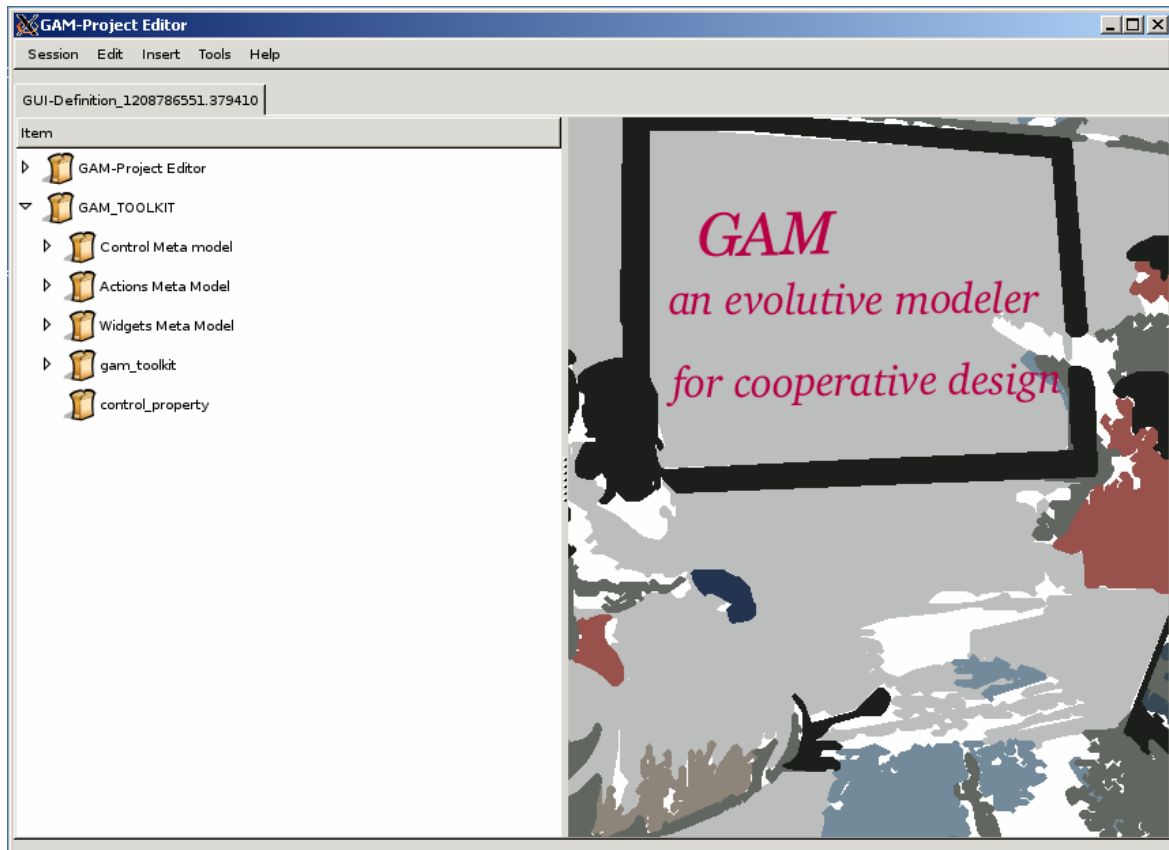 GAM-Project Editor
Session Edit Insert Tools Help
GUI-Definition_1208786551.379410
Item
GAM-Project Editor
GAM_TOOLKIT
Control Meta model
Actions Meta Model
Widgets Meta Model
gam_toolkit
control_property
GAM
an evolutive modeler
for cooperative design